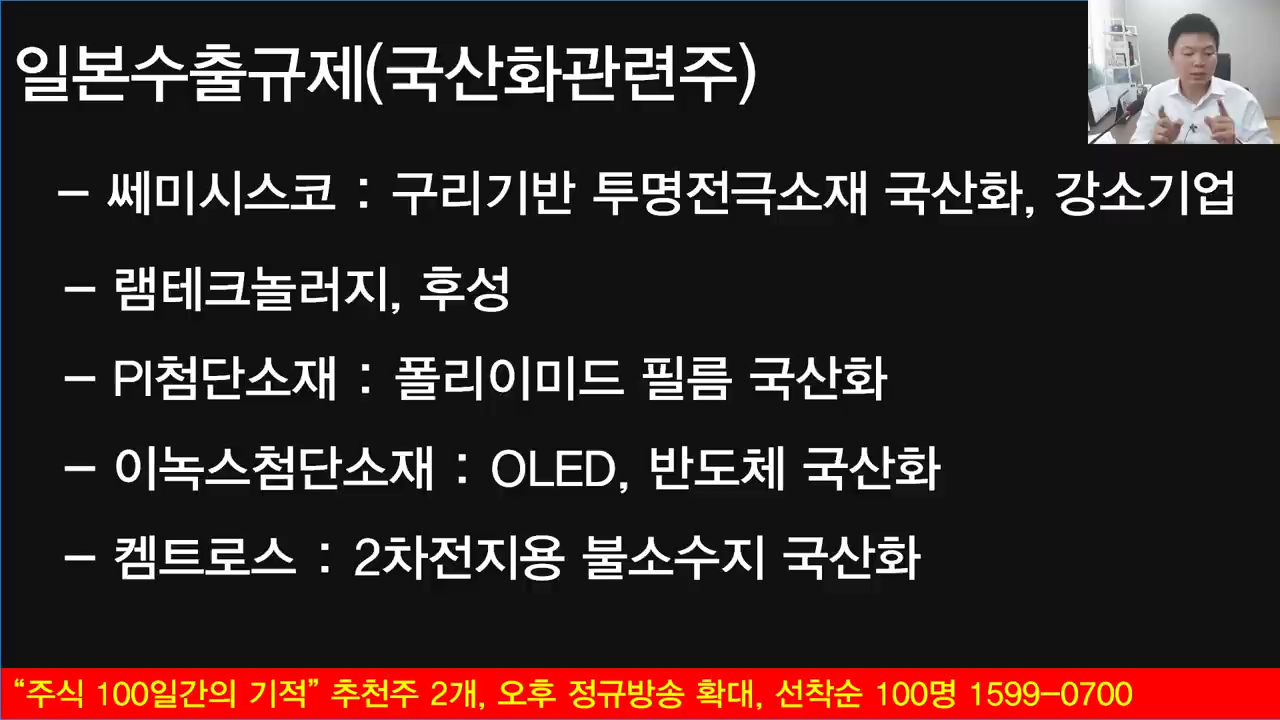 일본수출규제(국산화관련주)
– 쎄미시스코 : 구리기반 투명전극소재 국산화, 강소기업
– 램테크놀러지, 후성
– PI첨단소재 : 폴리이미드 필름 국산화
– 이녹스첨단소재 : OLED, 반도체 국산화
– 켐트로스 : 2차전지용 불소수지 국산화
“주식 100일간의 기적” 추천주 2개, 오후 정규방송 확대, 선착순 100명 1599-0700